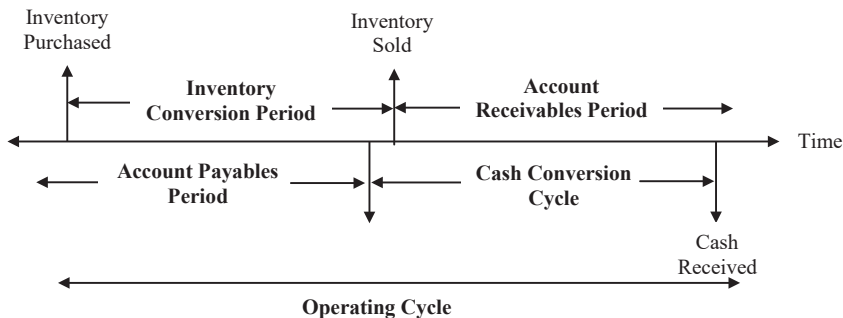 Inventory
Purchased
Inventory
Sold
Inventory
Conversion Period
Account
Receivables Period
Time
Account Payables
Period
Cash Conversion
Cycle
Cash
Received
Operating Cycle